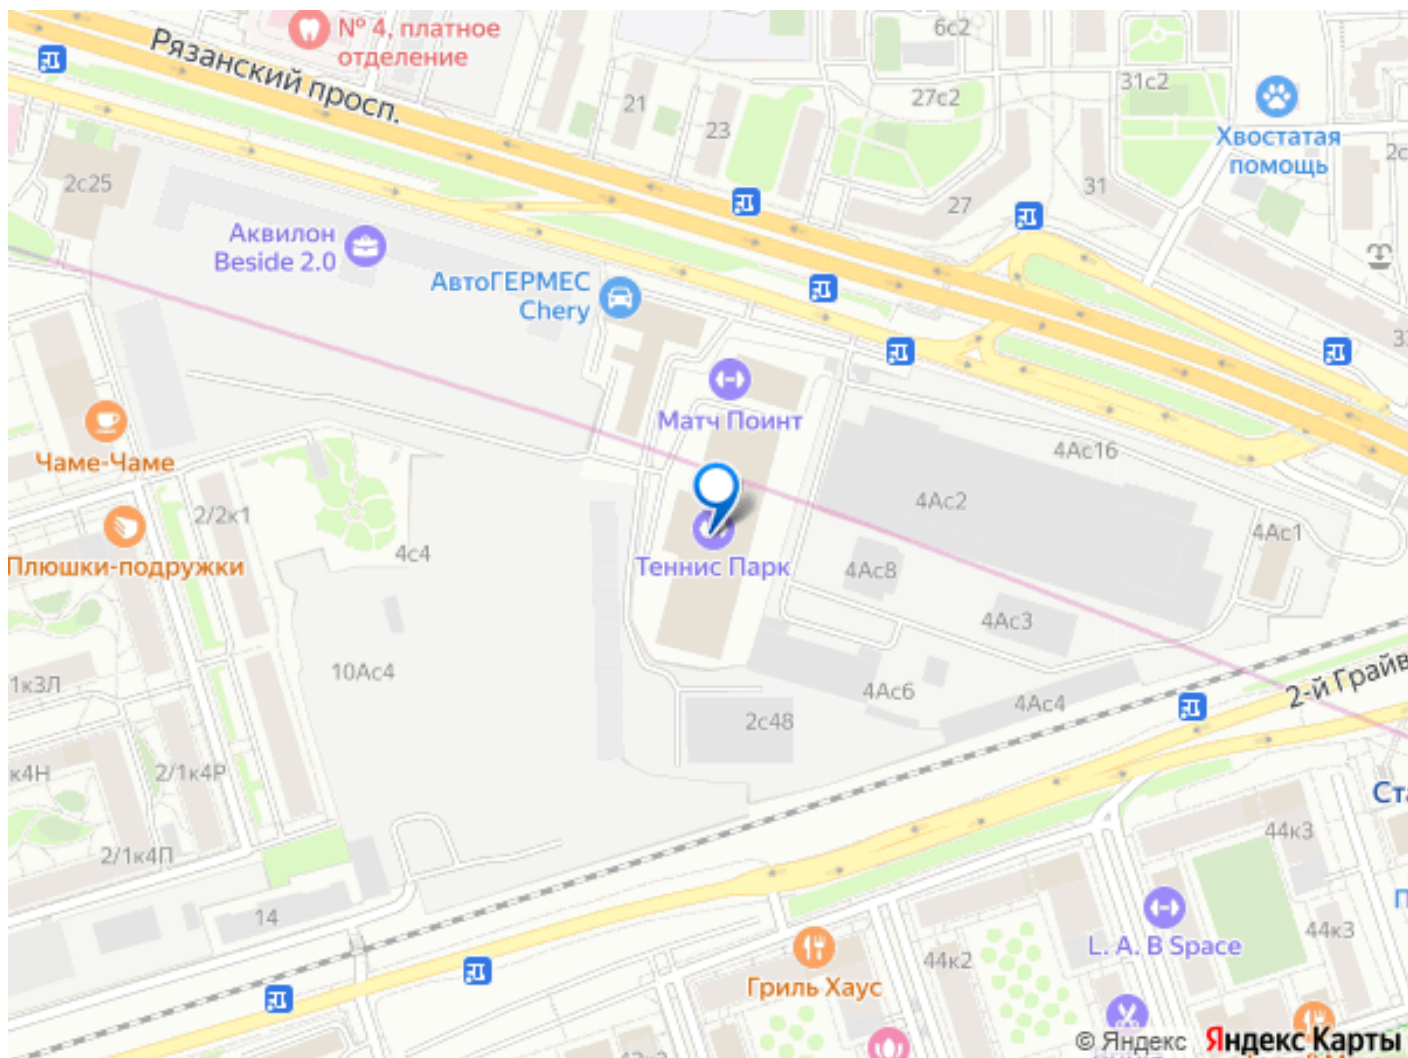 № 4, платное
отделение
6с2
Рязанский просп.
21
23
27с2
31с2
Хвостатая
помощь
2с25
27
31
Аквилон
Beside 2.0
АвтоГЕРМЕС
Chery
Матч Поинт
Чаме-Чаме
4Ас16
4Ас2
4Ас1
2/2к1
Плюшки-подружки
4с4
Теннис Парк
4Ас8
4Ас3
10Ас4
1к3Л
4Ас6
4Ас4
2с48
2-й Грайв
к4Н
2/1к4Р
Ста
2/1к4П
44к3
14
44к3
L. A. B Space
44к2
Гриль Хаус
© Яндекс Яндекс Карты